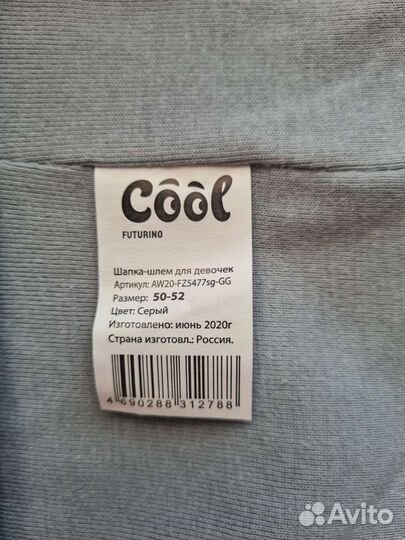 Cool
FUTURINO
Шапка-шлем для девочек
Артикул: AW20-FZ5477sg-GG
Размер: 50-52
Цвет: Серый
Изготовлено: июнь 2020г
Страна изготовл.: Россия.
4 690288 312788
Avito